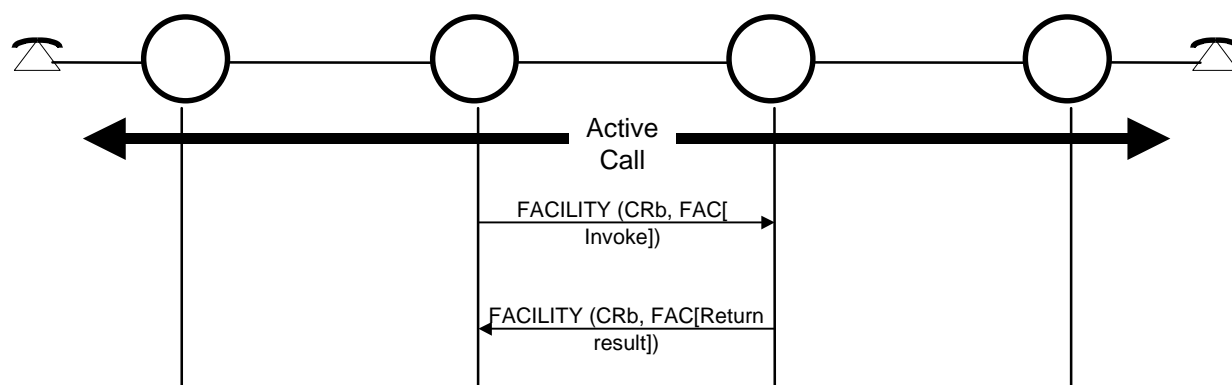 Active
Call
FACILITY (CRb, FAC[
Invoke])
FACILITY (CRb, FAC[Return
result])